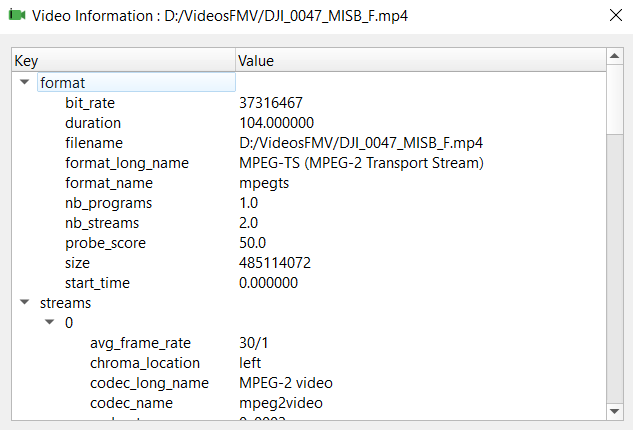 Video Information : D:/VideosFMV/DJI_0047_MISB_F.mp4
Key Value
format
bit_rate 37316467
duration 104.000000
filename D:/VideosFMV/DJI_0047_MISB_F.mp4
format_long_name MPEG-TS (MPEG-2 Transport Stream)
format_name mpegts
nb_programs 1.0
nb_streams 2.0
probe_score 50.0
size 485114072
start_time 0.000000
streams
0
avg_frame_rate 30/1
chroma_location left
codec_long_name MPEG-2 video
codec_name mpeg2video